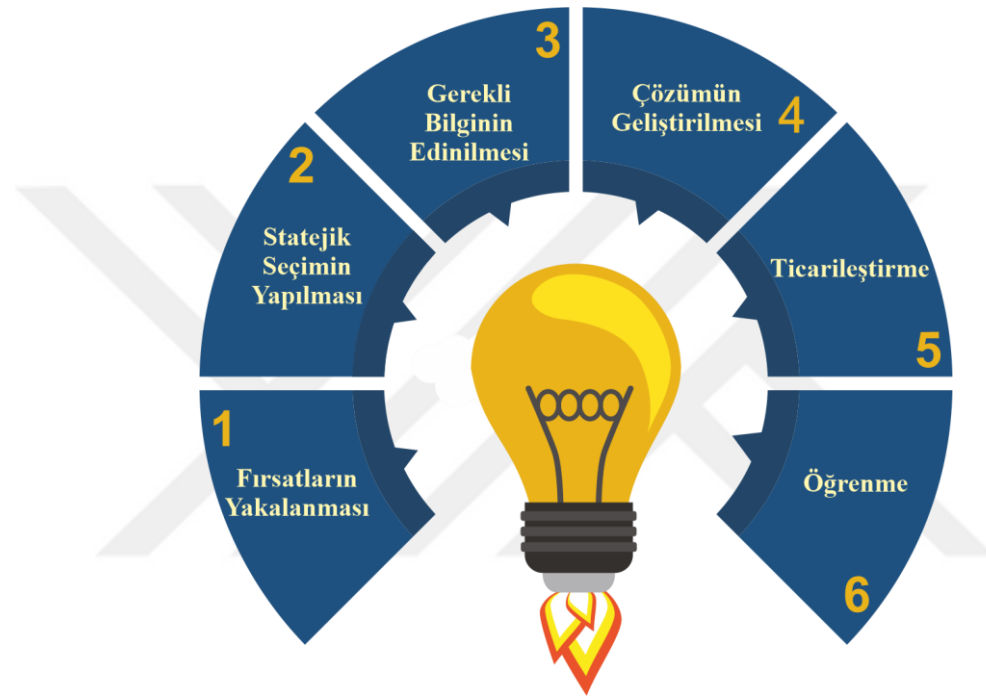 1
Fırsatların
Yakalanması
2
Statejik
Seçimin
Yapılması
3
Gerekli
Bilginin
Edinilmesi
Çözümün
Geliştirilmesi
4
Ticarileştirme
5
Öğrenme
6